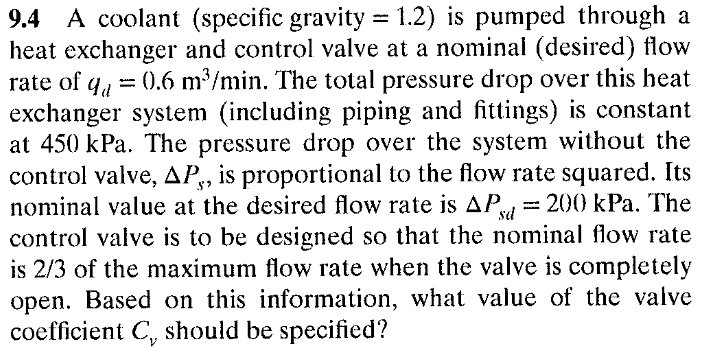 9.4 A coolant (specific gravity = 1.2) is pumped through a
heat exchanger and control valve at a nominal (desired) flow
rate of q_d = 0.6 m³/min. The total pressure drop over this heat
exchanger system (including piping and fittings) is constant
at 450 kPa. The pressure drop over the system without the
control valve, ΔP_s, is proportional to the flow rate squared. Its
nominal value at the desired flow rate is ΔP_sd = 200 kPa. The
control valve is to be designed so that the nominal flow rate
is 2/3 of the maximum flow rate when the valve is completely
open. Based on this information, what value of the valve
coefficient C_v should be specified?